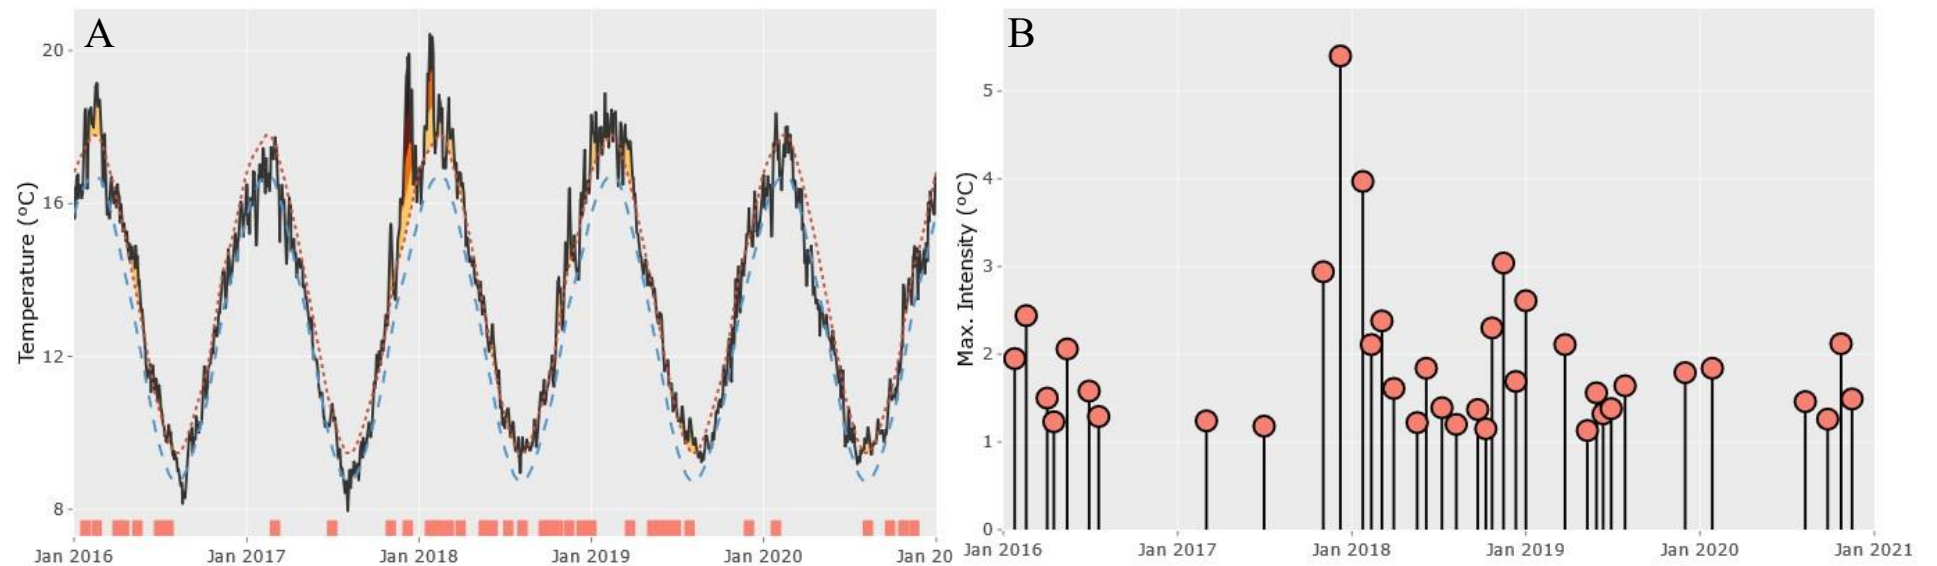 A
Temperature (ºC)
20
16
12
8
Jan 2016
Jan 2017
Jan 2018
Jan 2019
Jan 2020
Jan 20
B
Max. Intensity (ºC)
5
4
3
2
1
0
Jan 2016
Jan 2017
Jan 2018
Jan 2019
Jan 2020
Jan 2021